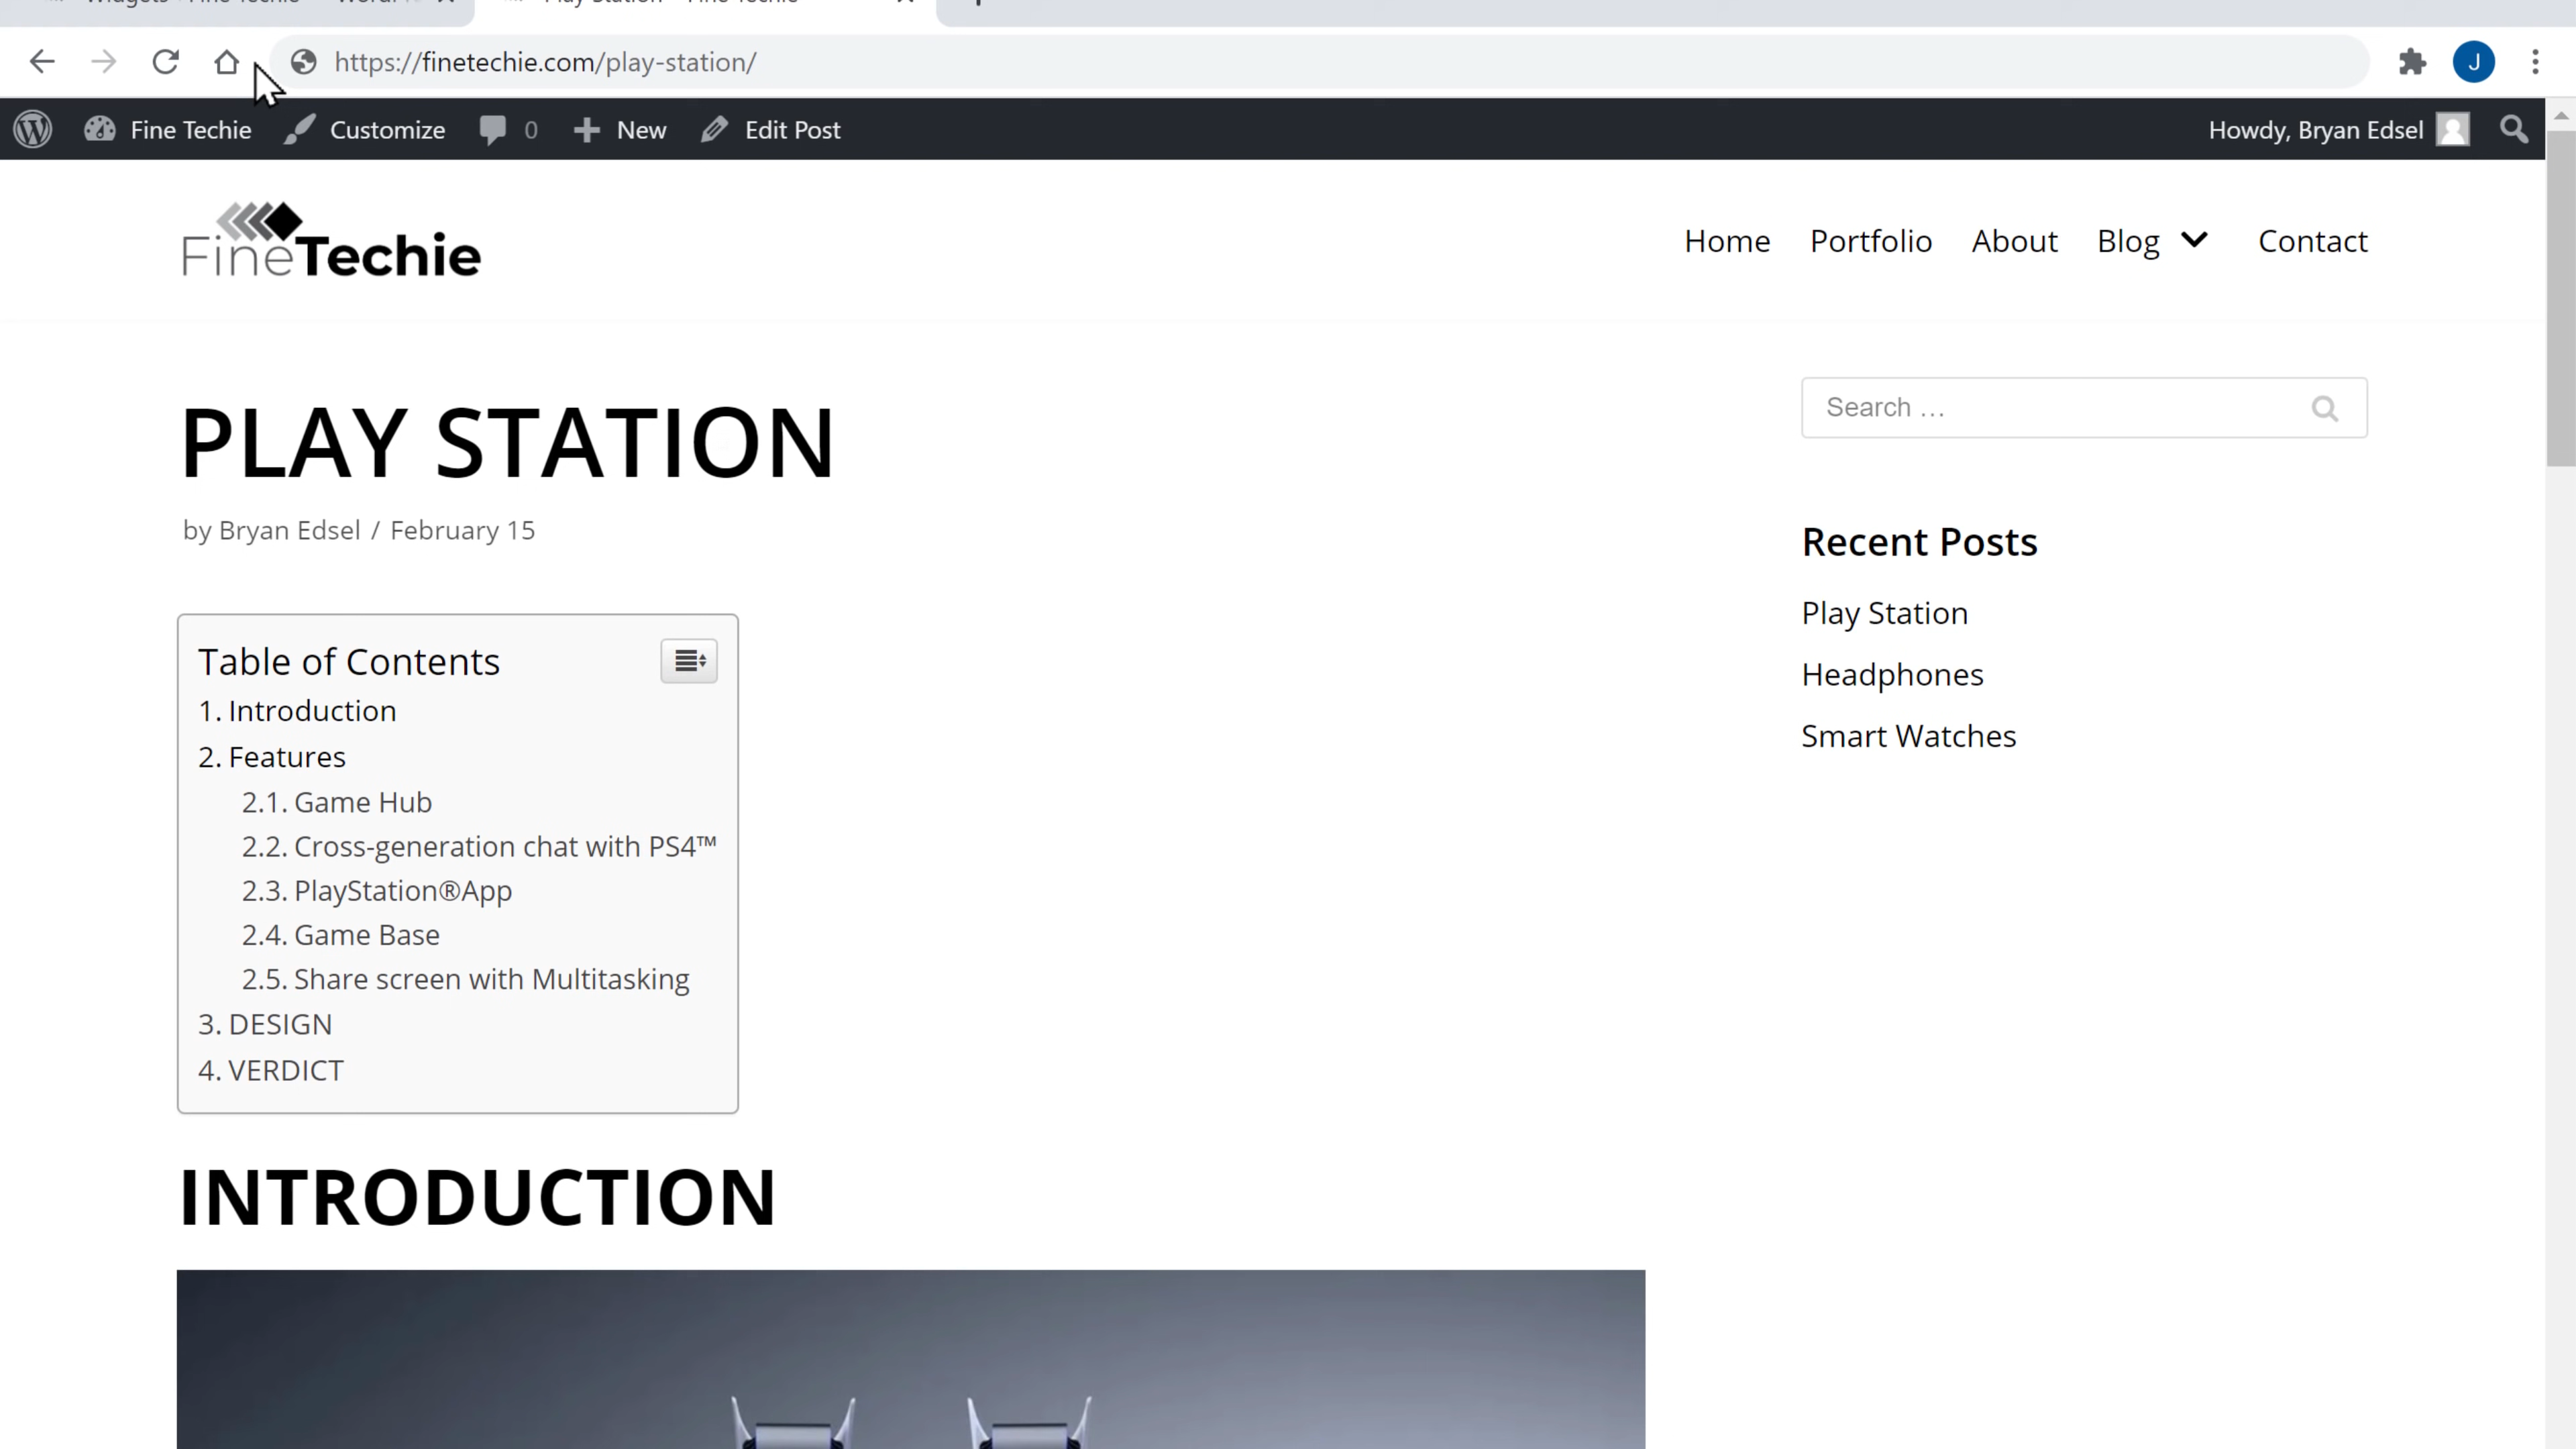 https://finetechie.com/play-station/
J
Fine Techie Customize 0 New Edit Post Howdy, Bryan Edsel
FineTechie
Home Portfolio About Blog Contact
PLAY STATION
Search …
by Bryan Edsel / February 15
Recent Posts
Play Station
Headphones
Smart Watches
Table of Contents
1. Introduction
2. Features
2.1. Game Hub
2.2. Cross-generation chat with PS4™
2.3. PlayStation®App
2.4. Game Base
2.5. Share screen with Multitasking
3. DESIGN
4. VERDICT
INTRODUCTION